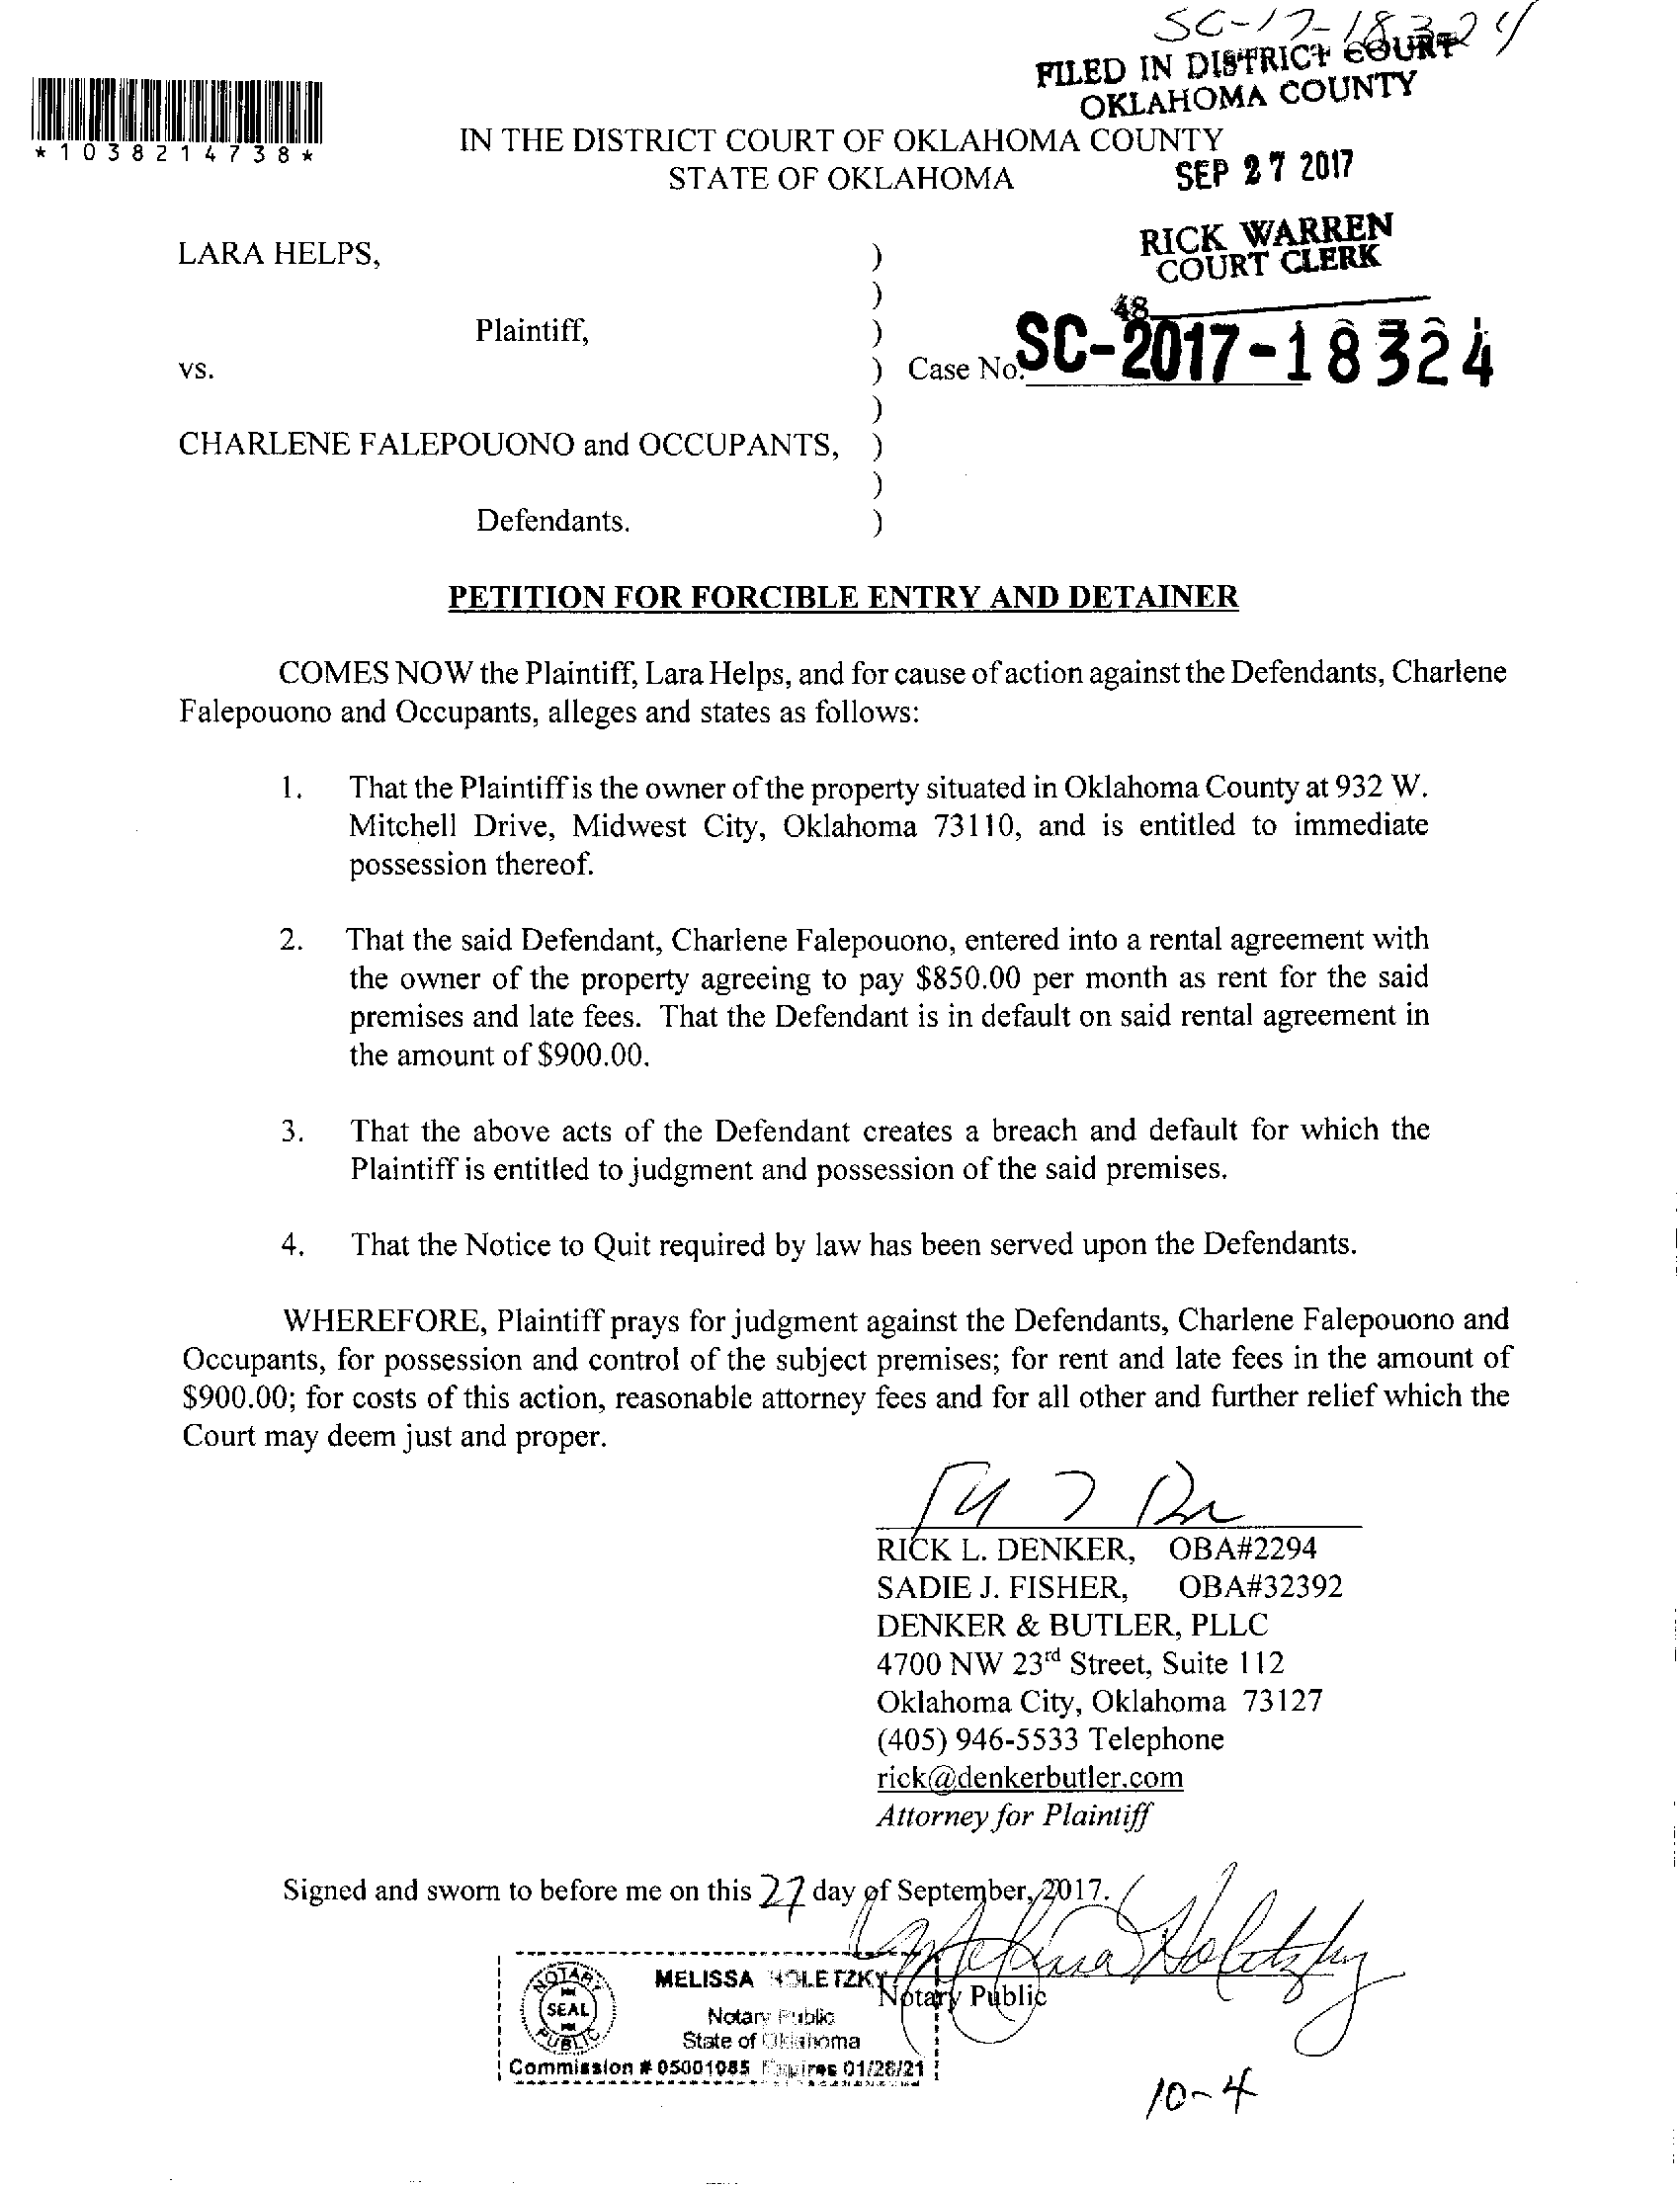 SC-17-18324
FILED IN DISTRICT COURT
OKLAHOMA COUNTY
*1038214738*
IN THE DISTRICT COURT OF OKLAHOMA COUNTY
STATE OF OKLAHOMA
SEP 27 2017
RICK WARREN
COURT CLERK
48
LARA HELPS, )
)
Plaintiff, )
vs. ) Case No. SC-2017-18324
)
CHARLENE FALEPOUONO and OCCUPANTS, )
)
Defendants. )
PETITION FOR FORCIBLE ENTRY AND DETAINER
COMES NOW the Plaintiff, Lara Helps, and for cause of action against the Defendants, Charlene
Falepouono and Occupants, alleges and states as follows:
1. That the Plaintiff is the owner of the property situated in Oklahoma County at 932 W.
Mitchell Drive, Midwest City, Oklahoma 73110, and is entitled to immediate
possession thereof.
2. That the said Defendant, Charlene Falepouono, entered into a rental agreement with
the owner of the property agreeing to pay $850.00 per month as rent for the said
premises and late fees. That the Defendant is in default on said rental agreement in
the amount of $900.00.
3. That the above acts of the Defendant creates a breach and default for which the
Plaintiff is entitled to judgment and possession of the said premises.
4. That the Notice to Quit required by law has been served upon the Defendants.
WHEREFORE, Plaintiff prays for judgment against the Defendants, Charlene Falepouono and
Occupants, for possession and control of the subject premises; for rent and late fees in the amount of
$900.00; for costs of this action, reasonable attorney fees and for all other and further relief which the
Court may deem just and proper.
RICK L. DENKER, OBA#2294
SADIE J. FISHER, OBA#32392
DENKER & BUTLER, PLLC
4700 NW 23rd Street, Suite 112
Oklahoma City, Oklahoma 73127
(405) 946-5533 Telephone
rick@denkerbutler.com
Attorney for Plaintiff
Signed and sworn to before me on this 27 day of September, 2017.
Melissa Holetzky
Notary Public
NOTARY
SEAL
PUBLIC
MELISSA HOLETZKY
Notary Public
State of Oklahoma
Commission # 05001085 Expires 01/28/21
10-4